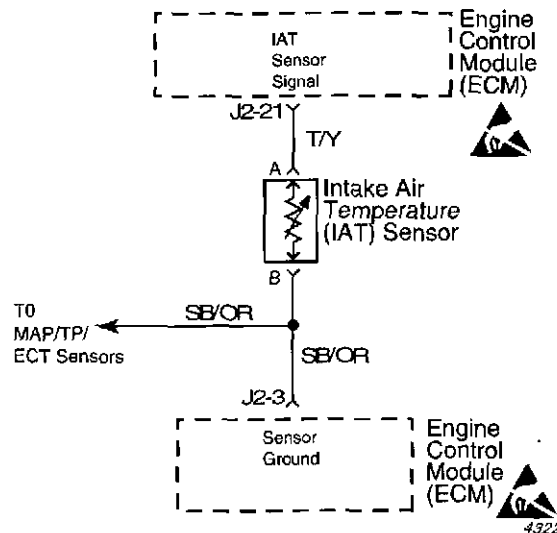 IAT
Sensor
Signal
Engine
Control
Module
(ECM)
J2-21
T/Y
A
Intake Air
Temperature
(IAT) Sensor
B
T0
MAP/TP/
ECT Sensors
SB/OR
SB/OR
J2-3
Sensor
Ground
Engine
Control
Module
(ECM)
4322